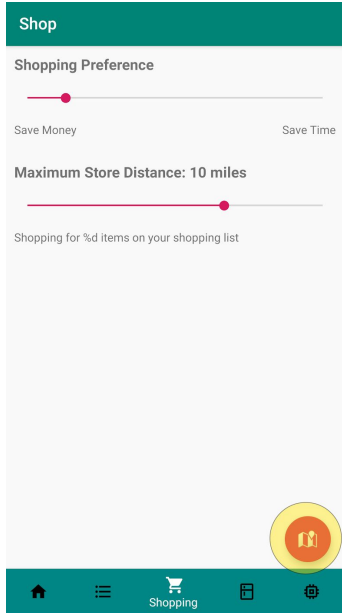 Shop
Shopping Preference
Save Money
Save Time
Maximum Store Distance: 10 miles
Shopping for %d items on your shopping list
Shopping